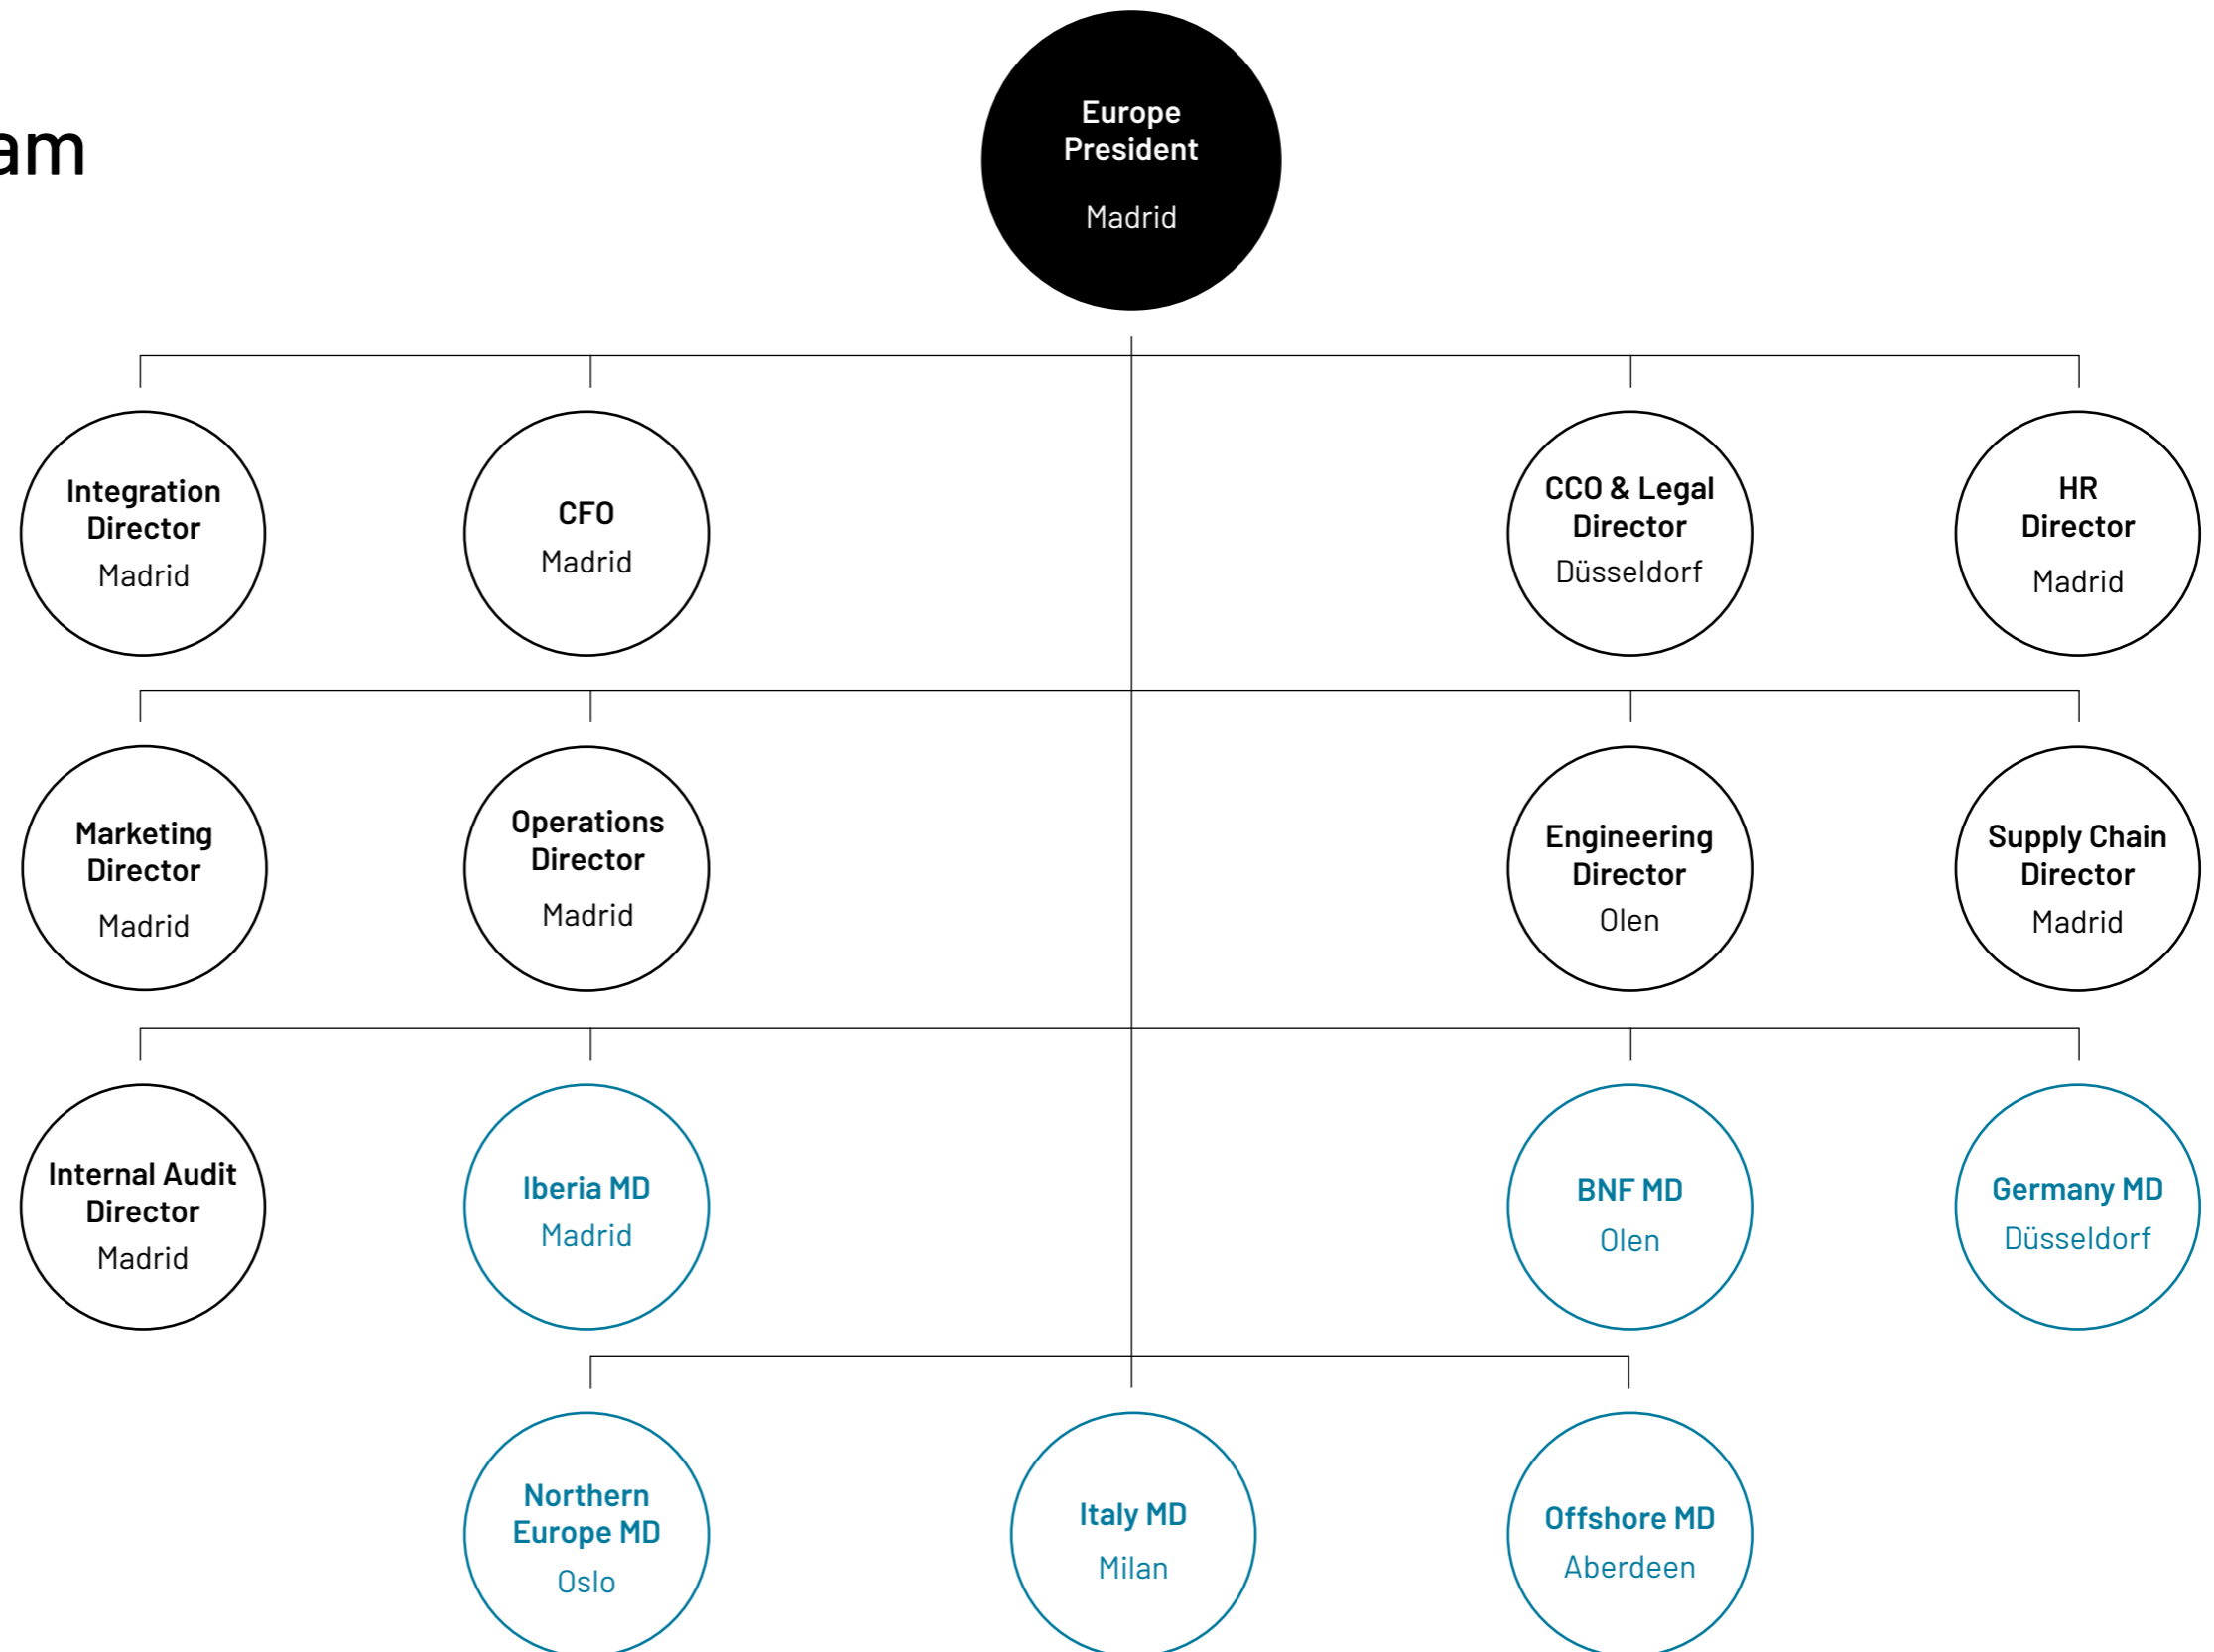 am
Europe
President
Madrid
Integration
Director
Madrid
CFO
Madrid
CCO & Legal
Director
Düsseldorf
HR
Director
Madrid
Marketing
Director
Madrid
Operations
Director
Madrid
Engineering
Director
Olen
Supply Chain
Director
Madrid
Internal Audit
Director
Madrid
Iberia MD
Madrid
BNF MD
Olen
Germany MD
Düsseldorf
Northern
Europe MD
Oslo
Italy MD
Milan
Offshore MD
Aberdeen